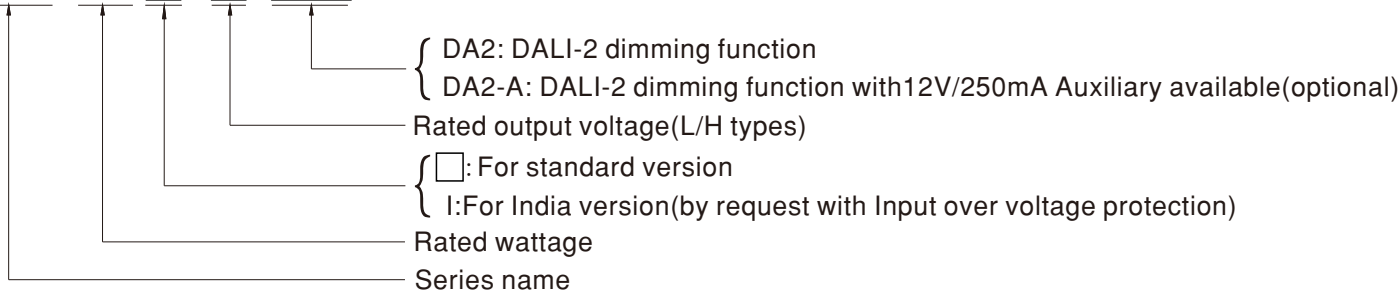 DA2: DALI-2 dimming function
DA2-A: DALI-2 dimming function with12V/250mA Auxiliary available(optional)
Rated output voltage(L/H types)
□: For standard version
I:For India version(by request with Input over voltage protection)
Rated wattage
Series name